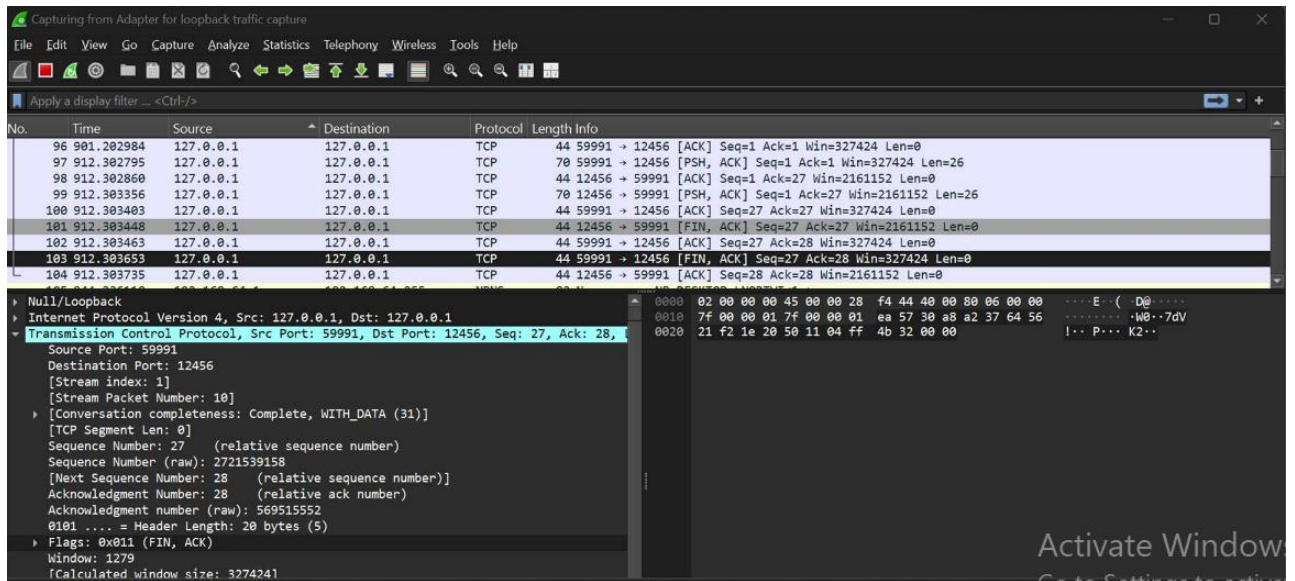 Capturing from Adapter for loopback traffic capture
File Edit View Go Capture Analyze Statistics Telephony Wireless Tools Help
Apply a display filter ... <Ctrl-/>
No. Time Source Destination Protocol Length Info
96 901.202984 127.0.0.1 127.0.0.1 TCP 44 59991 → 12456 [ACK] Seq=1 Ack=1 Win=327424 Len=0
97 912.302795 127.0.0.1 127.0.0.1 TCP 70 59991 → 12456 [PSH, ACK] Seq=1 Ack=1 Win=327424 Len=26
98 912.302860 127.0.0.1 127.0.0.1 TCP 44 12456 → 59991 [ACK] Seq=1 Ack=27 Win=2161152 Len=0
99 912.303356 127.0.0.1 127.0.0.1 TCP 70 12456 → 59991 [PSH, ACK] Seq=1 Ack=27 Win=2161152 Len=26
100 912.303403 127.0.0.1 127.0.0.1 TCP 44 59991 → 12456 [ACK] Seq=27 Ack=27 Win=327424 Len=0
101 912.303448 127.0.0.1 127.0.0.1 TCP 44 12456 → 59991 [FIN, ACK] Seq=27 Ack=27 Win=2161152 Len=0
102 912.303463 127.0.0.1 127.0.0.1 TCP 44 59991 → 12456 [ACK] Seq=27 Ack=28 Win=327424 Len=0
103 912.303653 127.0.0.1 127.0.0.1 TCP 44 59991 → 12456 [FIN, ACK] Seq=27 Ack=28 Win=327424 Len=0
104 912.303735 127.0.0.1 127.0.0.1 TCP 44 12456 → 59991 [ACK] Seq=28 Ack=28 Win=2161152 Len=0
Null/Loopback
Internet Protocol Version 4, Src: 127.0.0.1, Dst: 127.0.0.1
Transmission Control Protocol, Src Port: 59991, Dst Port: 12456, Seq: 27, Ack: 28,
Source Port: 59991
Destination Port: 12456
[Stream index: 1]
[Stream Packet Number: 10]
[Conversation completeness: Complete, WITH_DATA (31)]
[TCP Segment Len: 0]
Sequence Number: 27 (relative sequence number)
Sequence Number (raw): 2721539158
[Next Sequence Number: 28 (relative sequence number)]
Acknowledgment Number: 28 (relative ack number)
Acknowledgment number (raw): 569515552
0101 .... = Header Length: 20 bytes (5)
Flags: 0x011 (FIN, ACK)
Window: 1279
[Calculated window size: 327424]
0000 02 00 00 00 45 00 00 28 f4 44 40 00 80 06 00 00 ····E··( ·D@·····
0010 7f 00 00 01 7f 00 00 01 ea 57 30 a8 a2 37 64 56 ········ ·W0··7dV
0020 21 f2 1e 20 50 11 04 ff 4b 32 00 00 !·· P··· K2··
Activate Windows